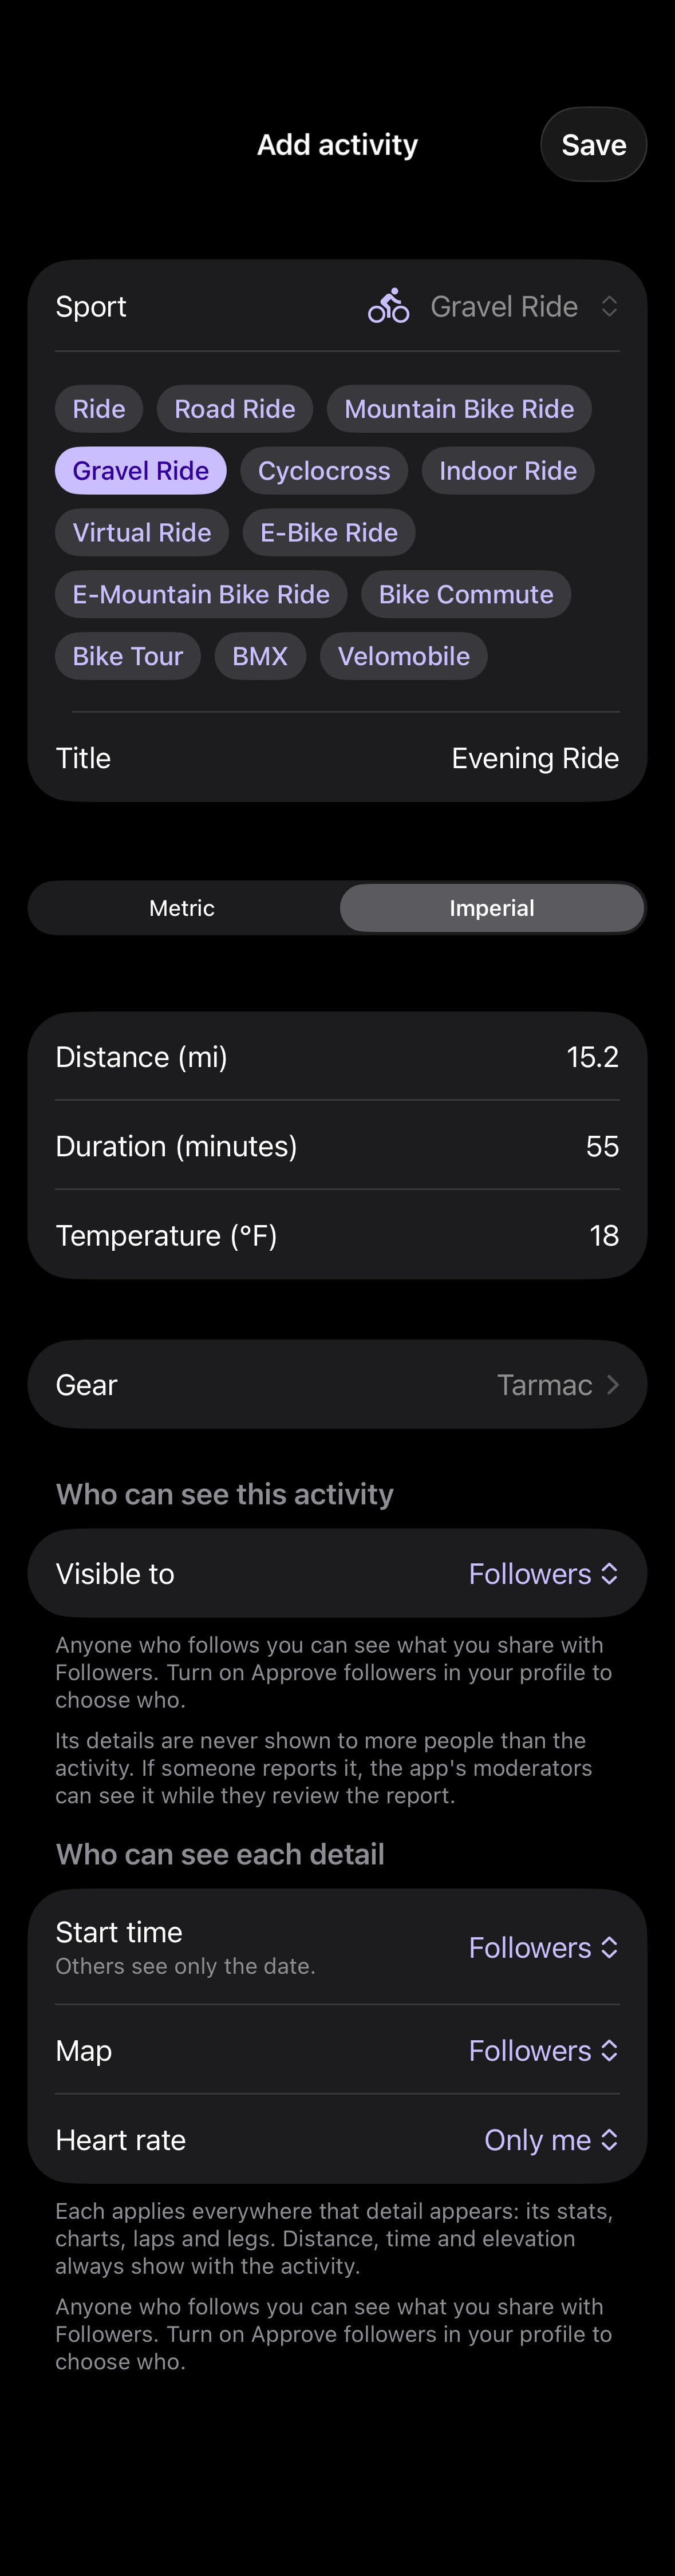 Add activity
Save
Sport Gravel Ride
Ride Road Ride Mountain Bike Ride
Gravel Ride Cyclocross Indoor Ride
Virtual Ride E-Bike Ride
E-Mountain Bike Ride Bike Commute
Bike Tour BMX Velomobile
Title Evening Ride
Metric Imperial
Distance (mi) 15.2
Duration (minutes) 55
Temperature (°F) 18
Gear Tarmac
Who can see this activity
Visible to Followers
Anyone who follows you can see what you share with
Followers. Turn on Approve followers in your profile to
choose who.
Its details are never shown to more people than the
activity. If someone reports it, the app's moderators
can see it while they review the report.
Who can see each detail
Start time Followers
Others see only the date.
Map Followers
Heart rate Only me
Each applies everywhere that detail appears: its stats,
charts, laps and legs. Distance, time and elevation
always show with the activity.
Anyone who follows you can see what you share with
Followers. Turn on Approve followers in your profile to
choose who.